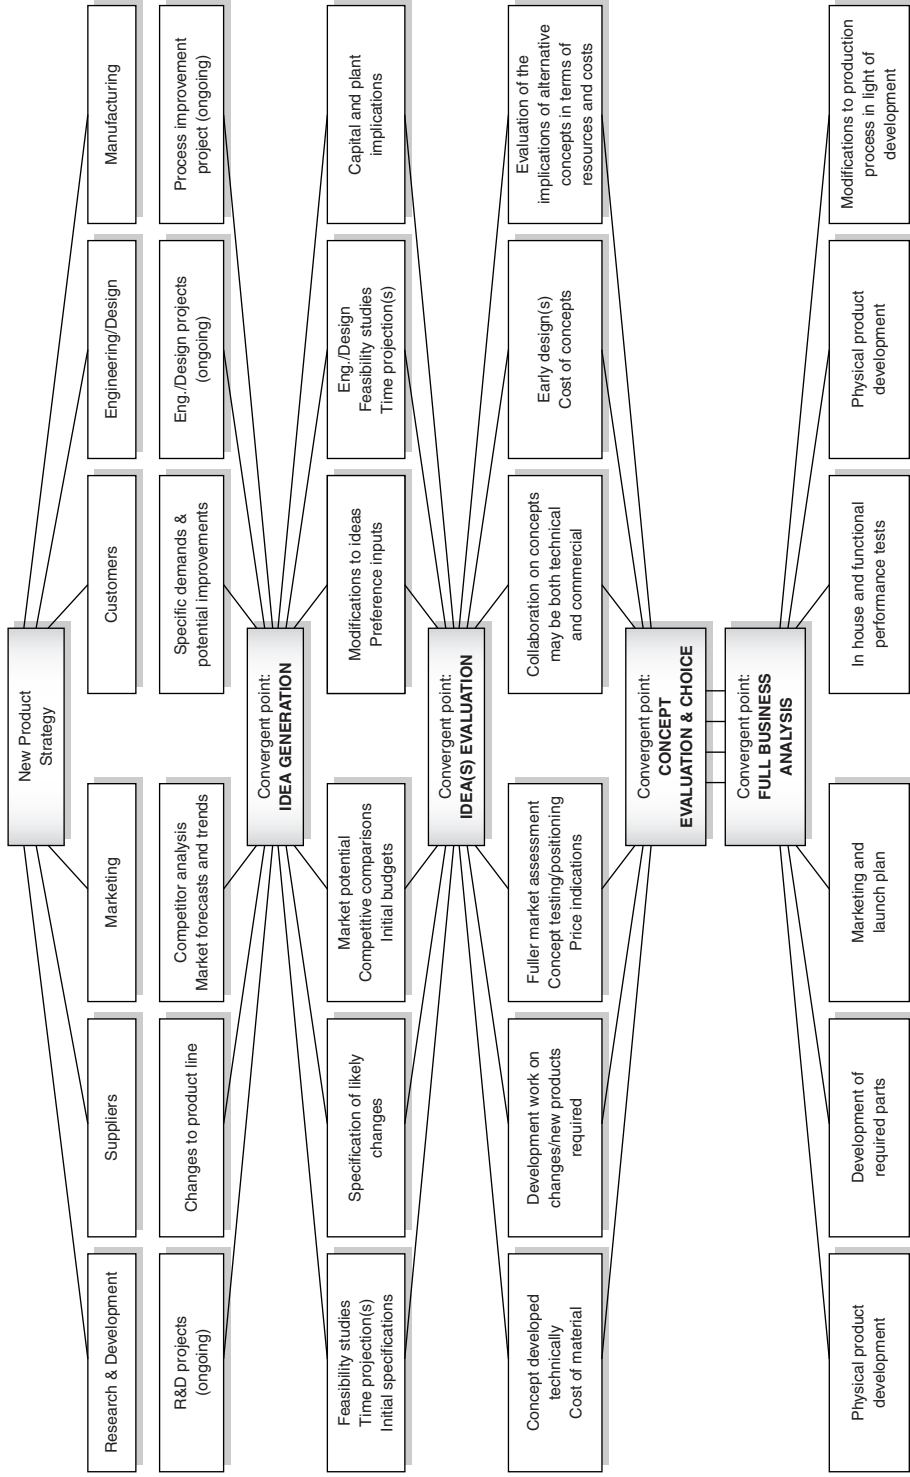 New Product
Strategy
Research & Development
Suppliers
Marketing
Customers
Engineering/Design
Manufacturing
R&D projects
(ongoing)
Changes to product line
Competitor analysis
Market forecasts and trends
Specific demands &
potential improvements
Eng./Design projects
(ongoing)
Process improvement
project (ongoing)
Convergent point:
IDEA GENERATION
Feasibility studies
Time projection(s)
Initial specifications
Specification of likely
changes
Market potential
Competitive comparisons
Initial budgets
Modifications to ideas
Preference inputs
Eng./Design
Feasibility studies
Time projection(s)
Capital and plant
implications
Convergent point:
IDEA(S) EVALUATION
Concept developed
technically
Cost of material
Development work on
changes/new products
required
Fuller market assessment
Concept testing/positioning
Price indications
Collaboration on concepts
may be both technical
and commercial
Early design(s)
Cost of concepts
Evaluation of the
implications of alternative
concepts in terms of
resources and costs
Convergent point:
CONCEPT
EVALUATION & CHOICE
Convergent point:
FULL BUSINESS
ANALYSIS
Physical product
development
Development of
required parts
Marketing and
launch plan
In house and functional
performance tests
Physical product
development
Modifications to production
process in light of
development